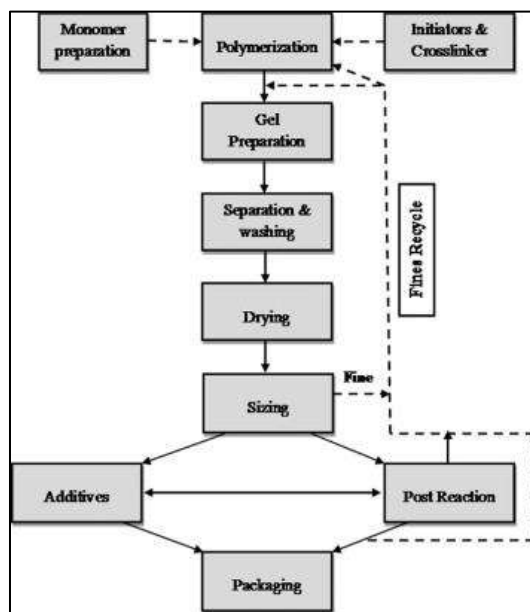 Monomer
preparation
Polymerization
Initiators &
Crosslinker
Gel
Preparation
Separation &
washing
Fines Recycle
Drying
Fine
Sizing
Additives
Post Reaction
Packaging